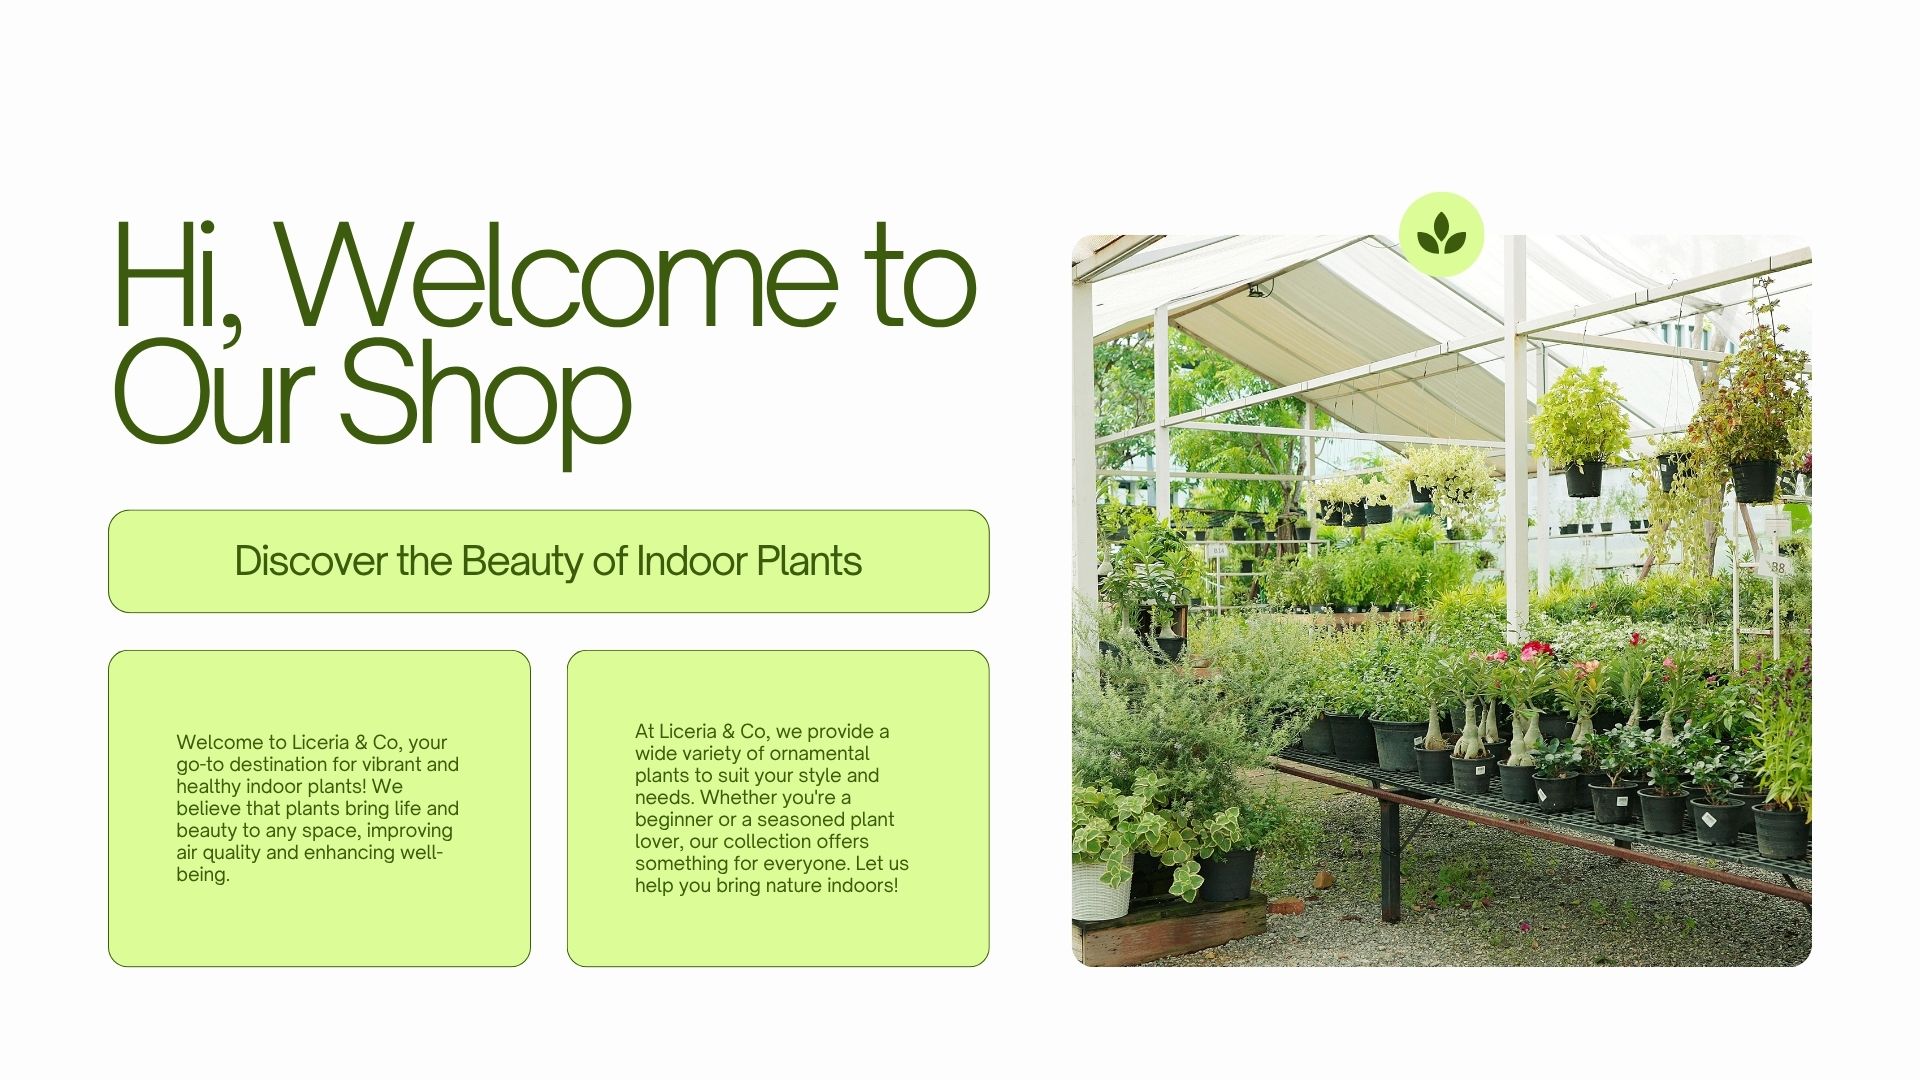 Hi, Welcome to
Our Shop
Discover the Beauty of Indoor Plants
Welcome to Liceria & Co, your
go-to destination for vibrant and
healthy indoor plants! We
believe that plants bring life and
beauty to any space, improving
air quality and enhancing well-
being.
At Liceria & Co, we provide a
wide variety of ornamental
plants to suit your style and
needs. Whether you're a
beginner or a seasoned plant
lover, our collection offers
something for everyone. Let us
help you bring nature indoors!
B14
B12
B8